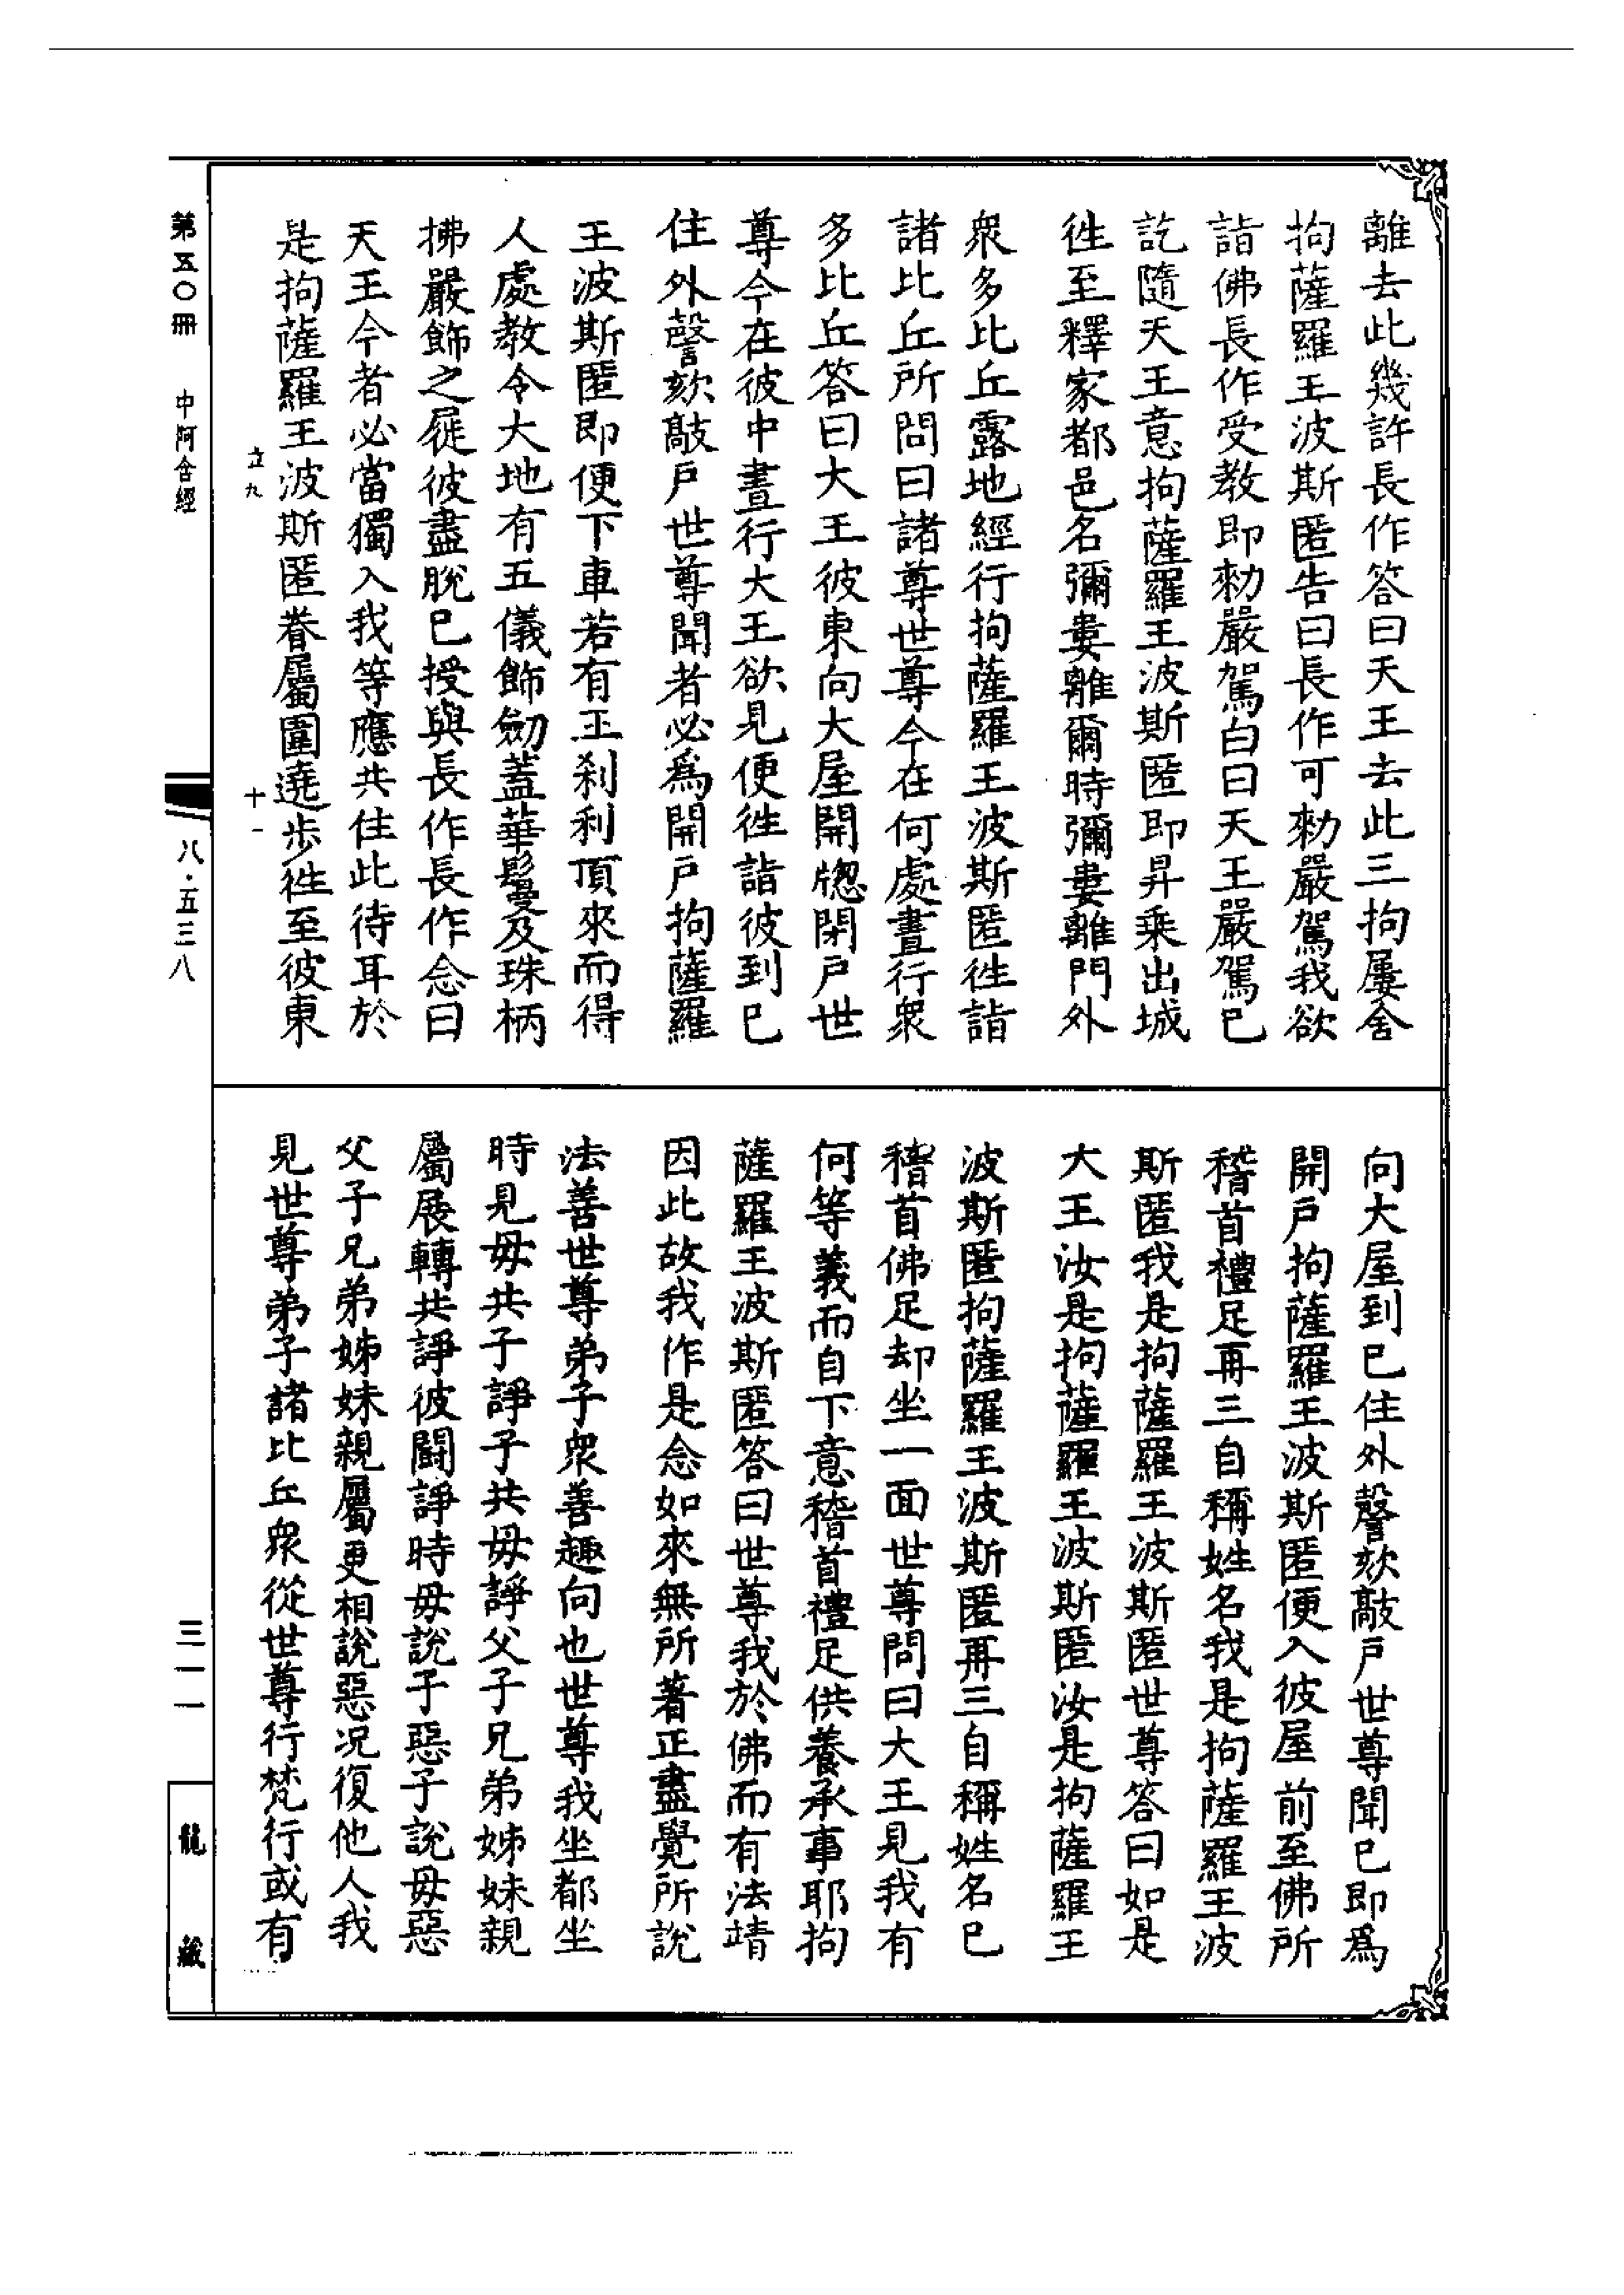 離去此幾許長作答曰天王去此三拘屢舍
拘薩羅王波斯匿告曰長作可勑嚴駕我欲
詣佛長作受教即勑嚴駕白曰天王嚴駕已
訖隨天王意拘薩羅王波斯匿即昇乘出城
徃至釋家都邑名彌婁離爾時彌婁離門外
衆多比丘露地經行拘薩羅王波斯匿徃詣
諸比丘所問曰諸尊世尊今在何處晝行衆
多比丘答曰大王彼東向大屋開牎閉戸世
尊今在彼中晝行大王欲見便徃詣彼到已
住外謦欬敲戸世尊聞者必爲開戸拘薩羅
王波斯匿即便下車若有王刹利頂來而得
人處教令大地有五儀飾劒蓋華鬘及珠柄
拂嚴飾之屣彼盡脫已授與長作長作念曰
天王今者必當獨入我等應共住此待耳於
是拘薩羅王波斯匿眷屬圍遶步徃至彼東
向大屋到已住外謦欬敲戸世尊聞已即爲
開戸拘薩羅王波斯匿便入彼屋前至佛所
稽首禮足再三自稱姓名我是拘薩羅王波
斯匿我是拘薩羅王波斯匿世尊答曰如是
大王汝是拘薩羅王波斯匿汝是拘薩羅王
波斯匿拘薩羅王波斯匿再三自稱姓名已
稽首佛足却坐一面世尊問曰大王見我有
何等義而自下意稽首禮足供養承事耶拘
薩羅王波斯匿答曰世尊我於佛而有法靖
因此故我作是念如來無所著正盡覺所說
法善世尊弟子衆善趣向也世尊我坐都坐
時見母共子諍子共母諍父子兄弟姊妹親
屬展轉共諍彼鬪諍時母說子惡子說母惡
父子兄弟姊妹親屬更相說惡况復他人我
見世尊弟子諸比丘衆從世尊行梵行或有
第五〇冊
中阿含經
立九
十一
八·五三八
三一一
龍藏